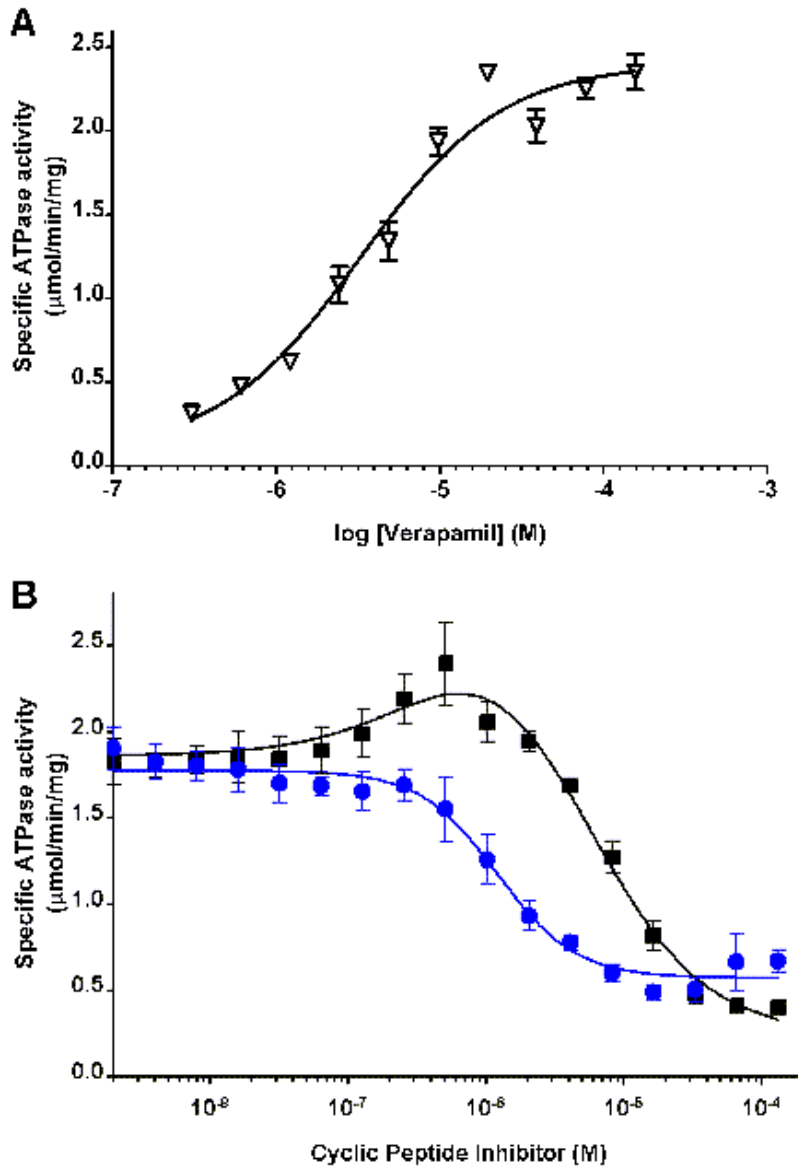 A
Specific ATPase activity
(µmol/min/mg)
2.5
2.0
1.5
1.0
0.5
0.0
-7 -6 -5 -4 -3
log [Verapamil] (M)
B
Specific ATPase activity
(µmol/min/mg)
2.5
2.0
1.5
1.0
0.5
0.0
10-8 10-7 10-6 10-5 10-4
Cyclic Peptide Inhibitor (M)